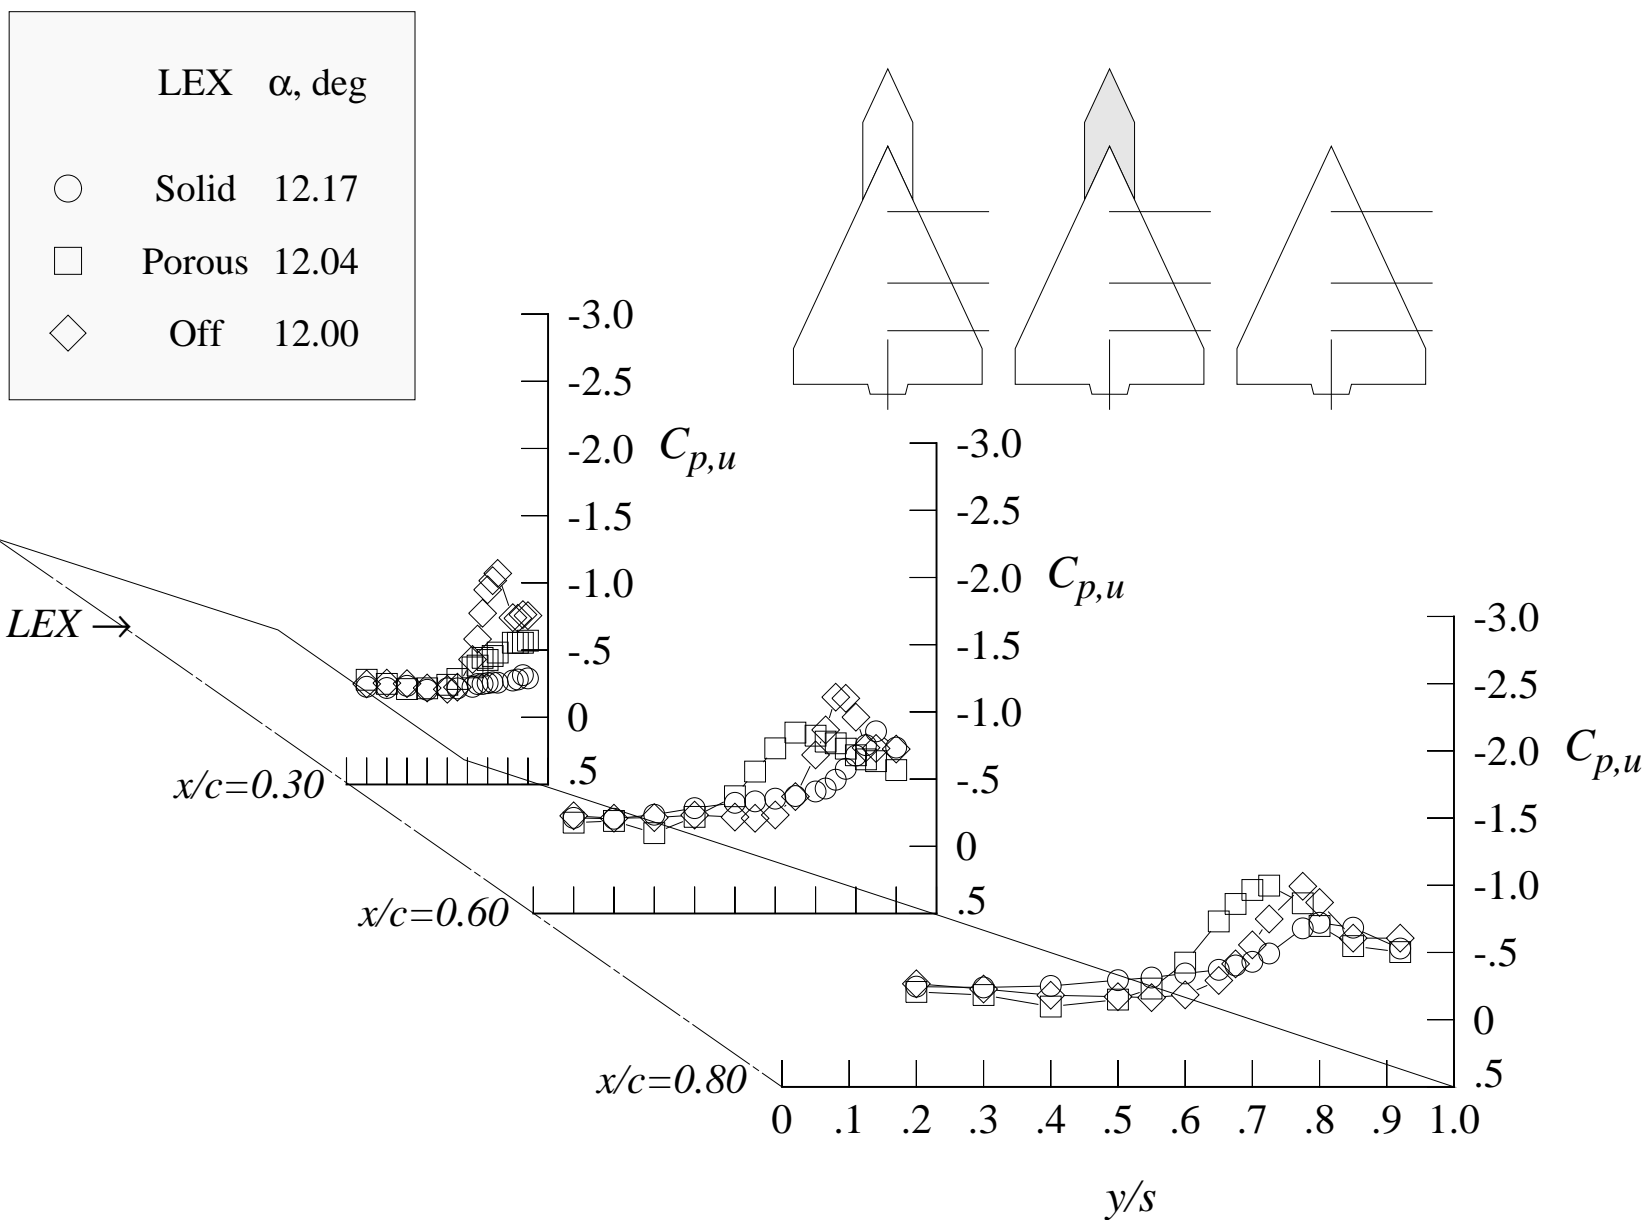 LEX α, deg
Solid 12.17
Porous 12.04
Off 12.00
-3.0
-2.5
-2.0
-1.5
-1.0
-.5
0
.5
Cp,u
x/c=0.30
LEX →
-3.0
-2.5
-2.0
-1.5
-1.0
-.5
0
.5
Cp,u
x/c=0.60
-3.0
-2.5
-2.0
-1.5
-1.0
-.5
0
.5
Cp,u
x/c=0.80
0 .1 .2 .3 .4 .5 .6 .7 .8 .9 1.0
y/s